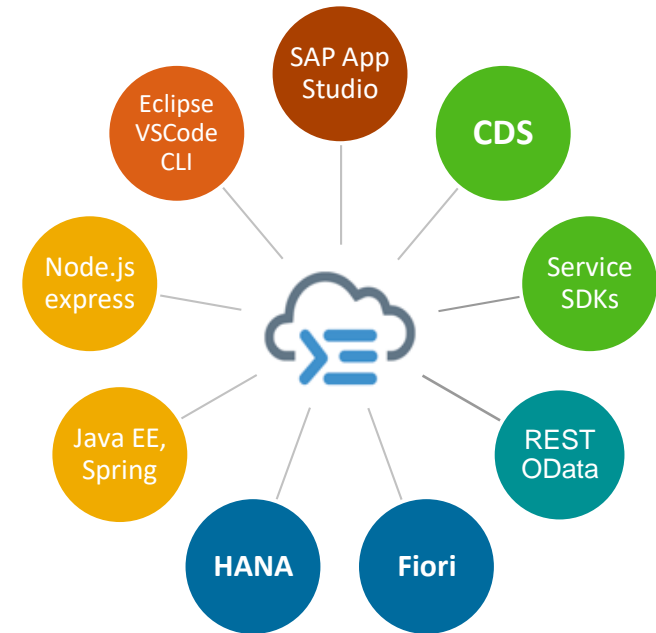 SAP App
Studio
CDS
Service
SDKs
REST
OData
Fiori
HANA
Java EE,
Spring
Node.js
express
Eclipse
VSCode
CLI